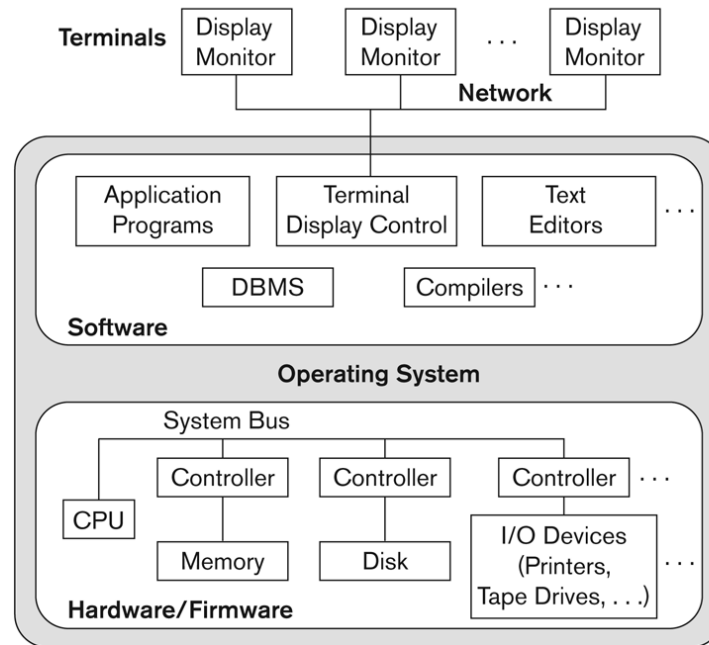 Terminals
Display
Monitor
Display
Monitor
. . .
Display
Monitor
Network
Application
Programs
Terminal
Display Control
Text
Editors
. . .
DBMS
Compilers
. . .
Software
Operating System
System Bus
Controller
Controller
Controller
. . .
CPU
Memory
Disk
I/O Devices
(Printers,
Tape Drives, . . .)
. . .
Hardware/Firmware